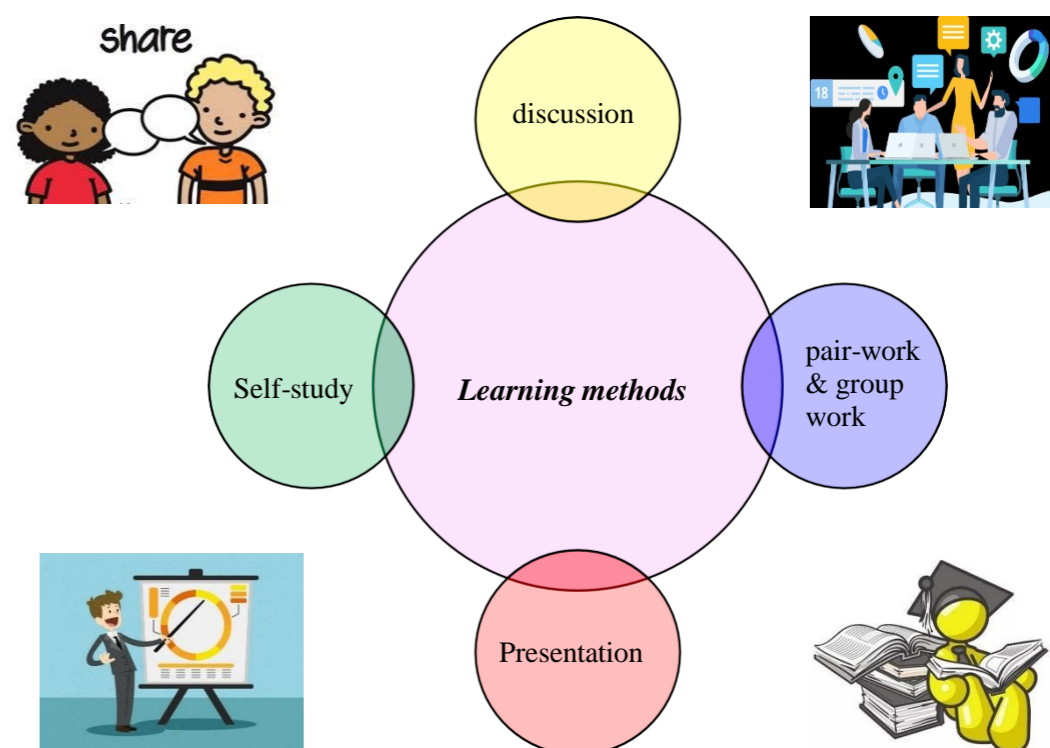 share
discussion
18
Self-study
Learning methods
pair-work
& group
work
Presentation